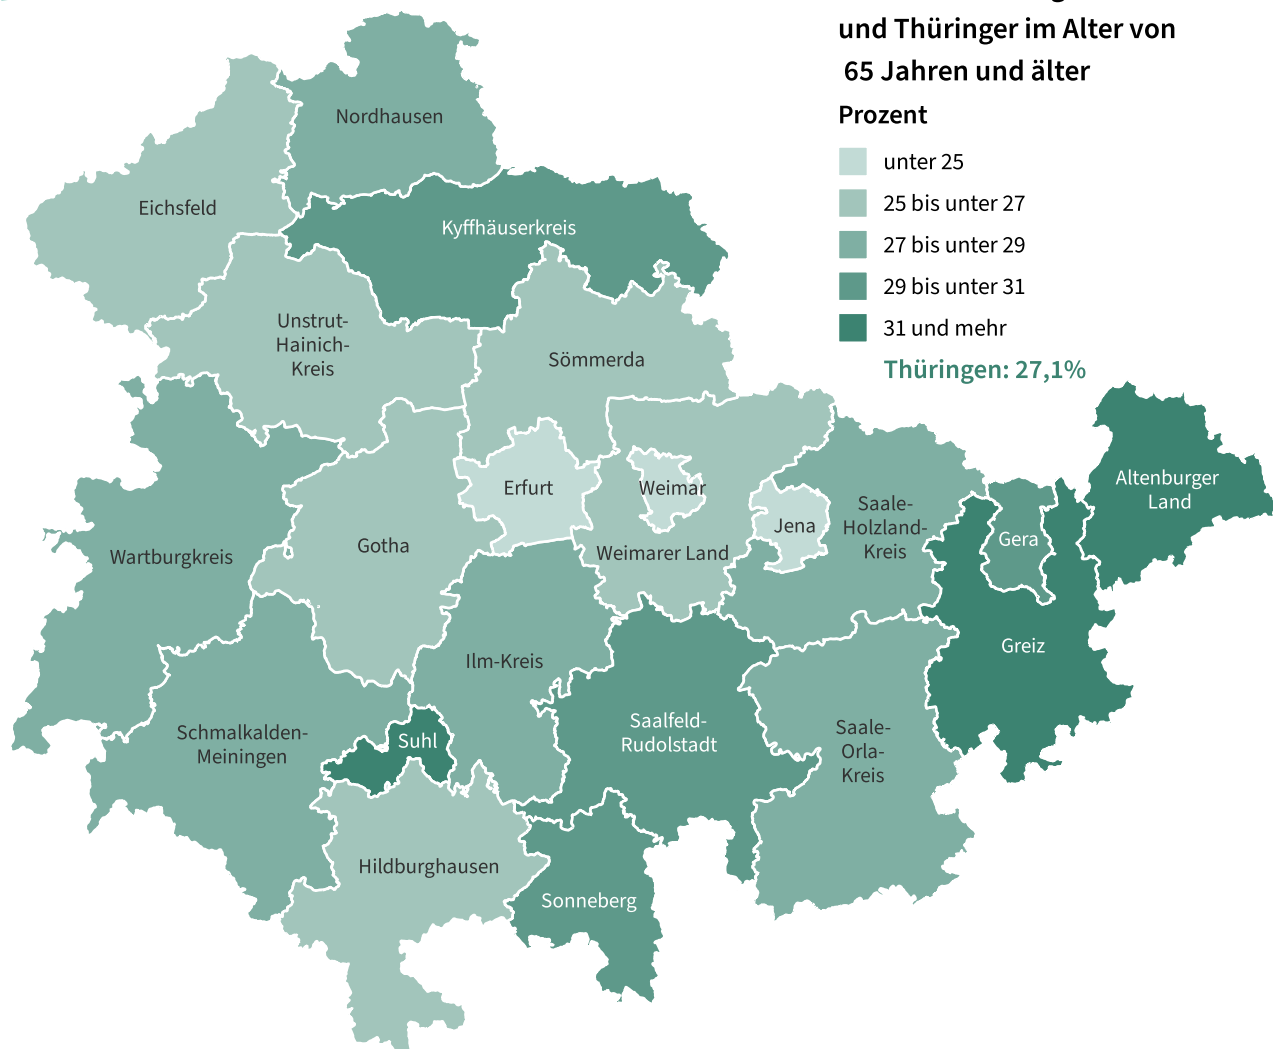 und Thüringer im Alter von
65 Jahren und älter
Prozent
unter 25
25 bis unter 27
27 bis unter 29
29 bis unter 31
31 und mehr
Thüringen: 27,1%
Nordhausen
Eichsfeld
Kyffhäuserkreis
Unstrut-
Hainich-
Kreis
Sömmerda
Altenburger
Land
Erfurt
Weimar
Jena
Saale-
Holzland-
Kreis
Gera
Wartburgkreis
Gotha
Weimarer Land
Greiz
Ilm-Kreis
Schmalkalden-
Meiningen
Suhl
Saalfeld-
Rudolstadt
Saale-
Orla-
Kreis
Hildburghausen
Sonneberg